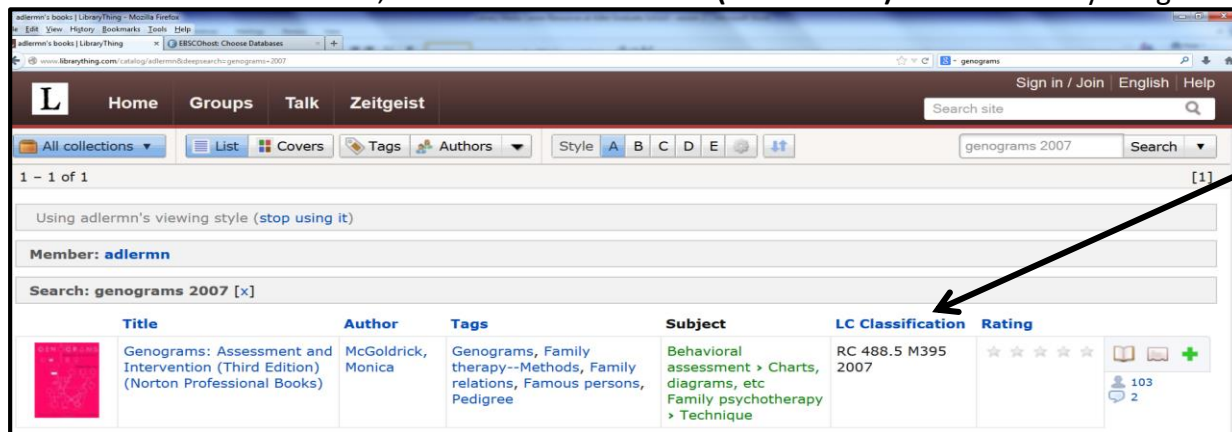 adlermn's books | LibraryThing - Mozilla Firefox
Edit View History Bookmarks Tools Help
adlermn's books | LibraryThing × EBSCOhost: Choose Databases +
www.librarything.com/catalog/adlermn&deepsearch=genograms+2007 genograms
Sign in / Join English Help
L Home Groups Talk Zeitgeist Search site
All collections List Covers Tags Authors Style A B C D E genograms 2007 Search
1 – 1 of 1 [1]
Using adlermn's viewing style (stop using it)
Member: adlermn
Search: genograms 2007 [x]
Title Author Tags Subject LC Classification Rating
Genograms: Assessment and McGoldrick, Genograms, Family Behavioral RC 488.5 M395
Intervention (Third Edition) Monica therapy--Methods, Family assessment › Charts, 2007
(Norton Professional Books) relations, Famous persons, diagrams, etc 103
Pedigree Family psychotherapy 2
› Technique